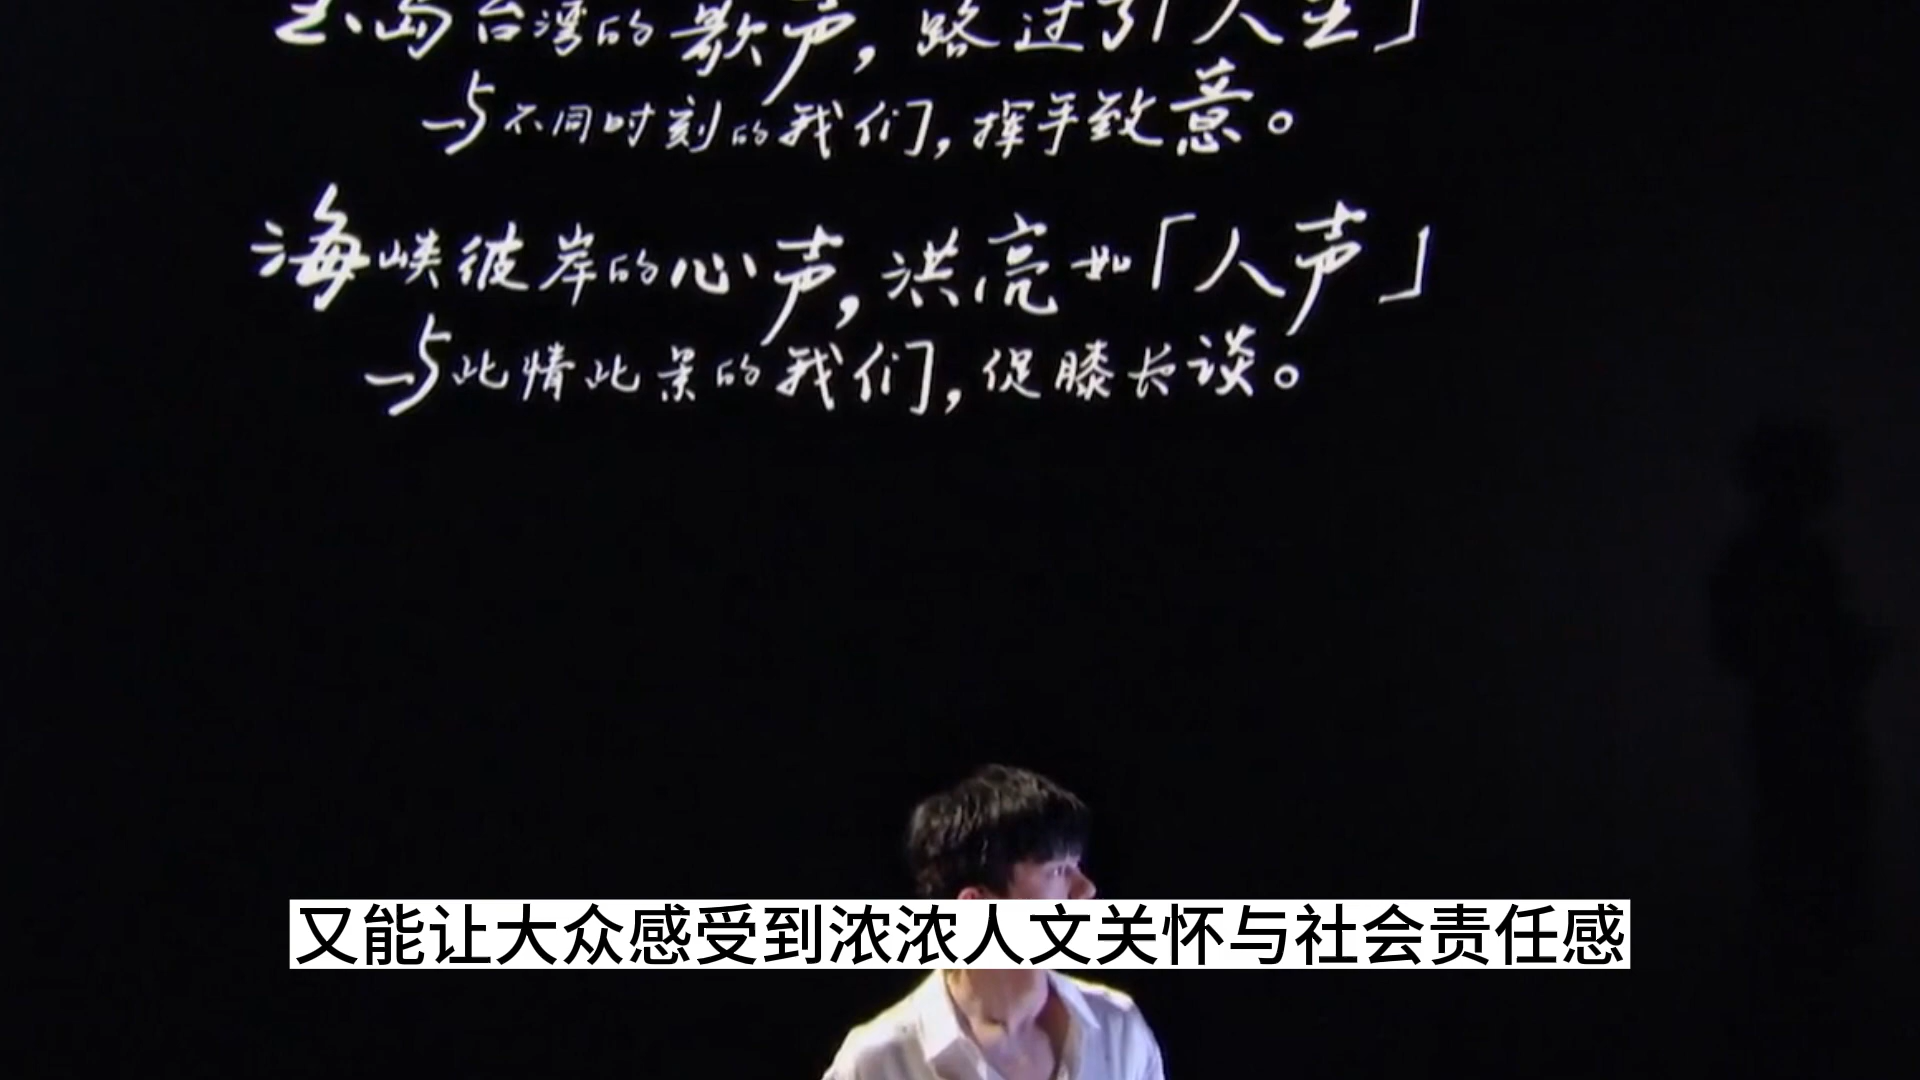 宝岛台湾的歌声，路过了「人生」
与不同时刻的我们，挥手致意。
海峡彼岸的心声，洪亮如「人声」
与此情此景的我们，促膝长谈。
又能让大众感受到浓浓人文关怀与社会责任感